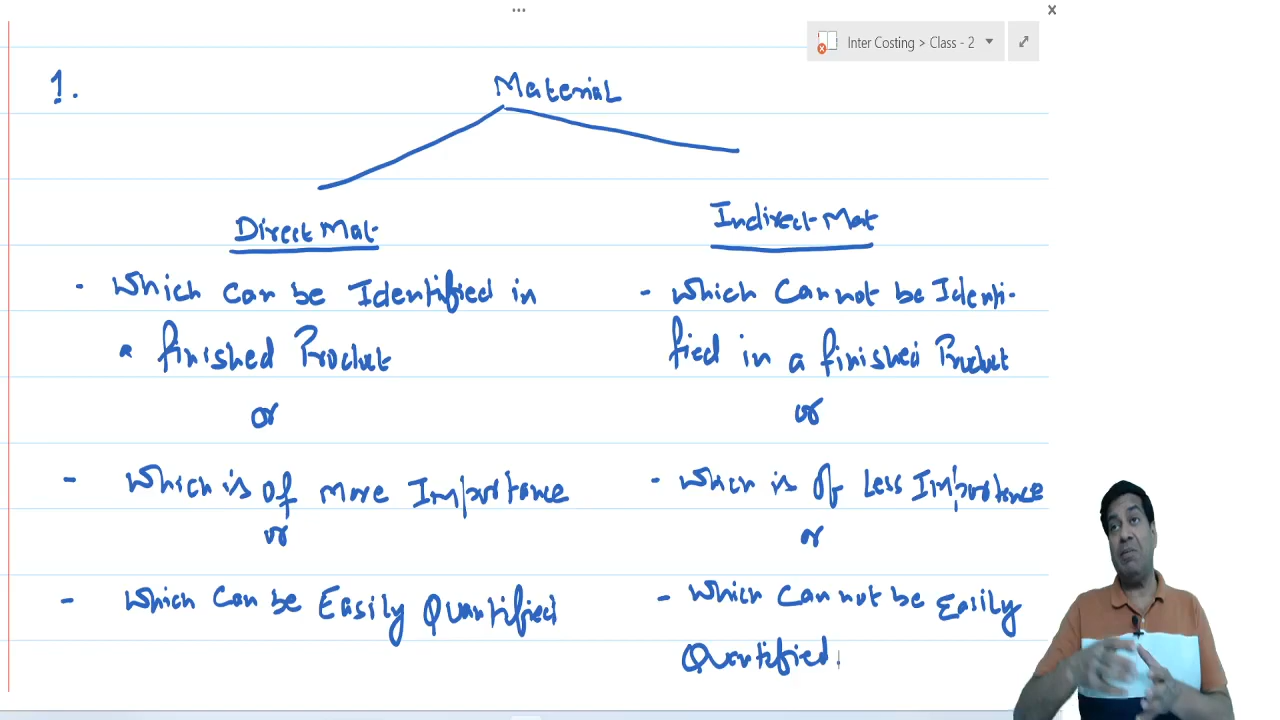 Inter Costing > Class - 2
1.
Material
Direct Mat
Indirect Mat
- Which can be Identified in
a finished Product
or
- Which is of More Importance
or
- Which Can be Easily Quantified
- Which Cannot be Identi-
fied in a finished Product
or
- Which is Of Less Importance
or
- Which Cannot be Easily
Quantified